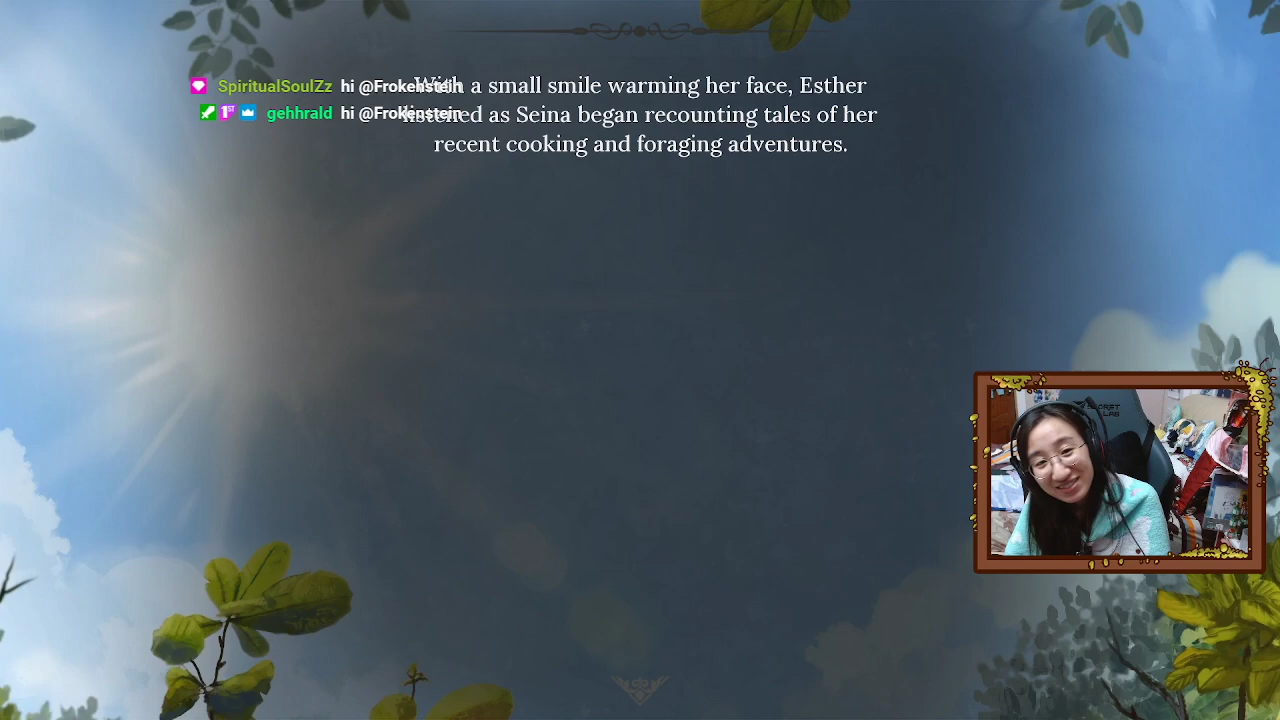 SpiritualSoulZz hi @Frokenstein
1ST gehhrald hi @Frokenstein
With a small smile warming her face, Esther
listened as Seina began recounting tales of her
recent cooking and foraging adventures.